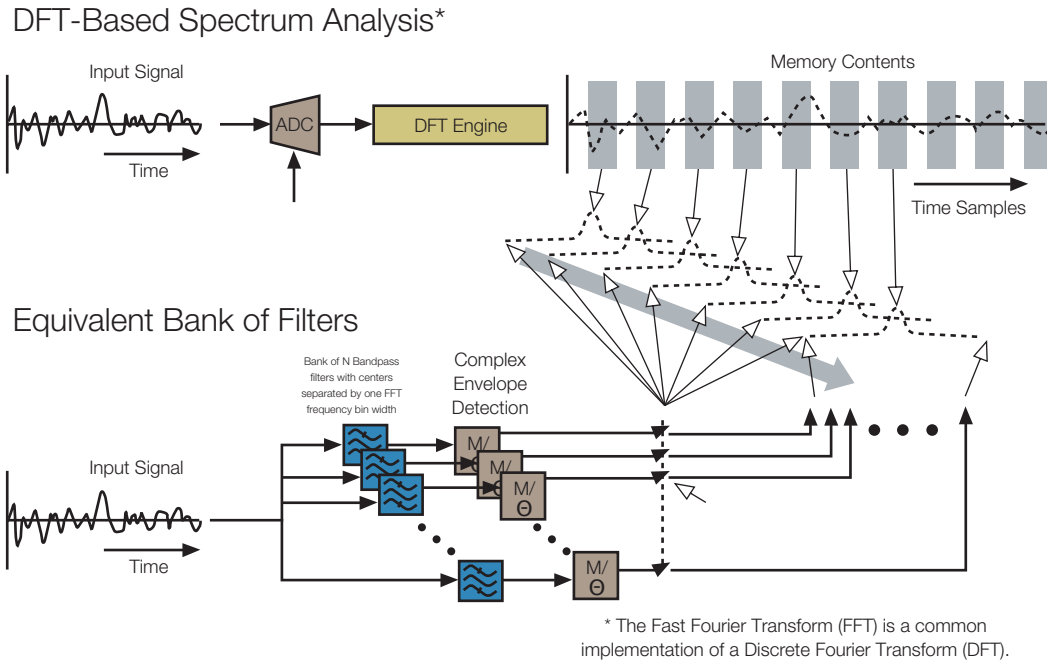 DFT-Based Spectrum Analysis*
Input Signal
Time
ADC
DFT Engine
Memory Contents
Time Samples
Equivalent Bank of Filters
Bank of N Bandpass
filters with centers
separated by one FFT
frequency bin width
Complex
Envelope
Detection
Input Signal
Time
M/
Θ
M/
Θ
M/
Θ
M/
Θ
* The Fast Fourier Transform (FFT) is a common
implementation of a Discrete Fourier Transform (DFT).